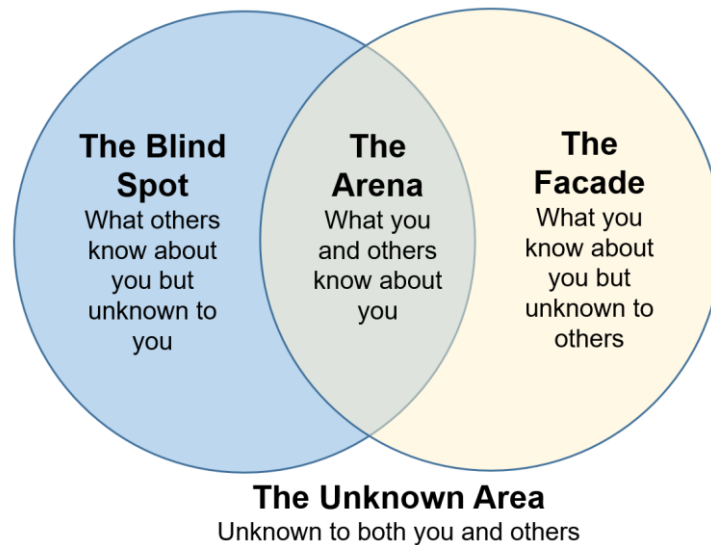 The Blind
Spot
What others
know about
you but
unknown to
you
The
Arena
What you
and others
know about
you
The
Facade
What you
know about
you but
unknown to
others
The Unknown Area
Unknown to both you and others